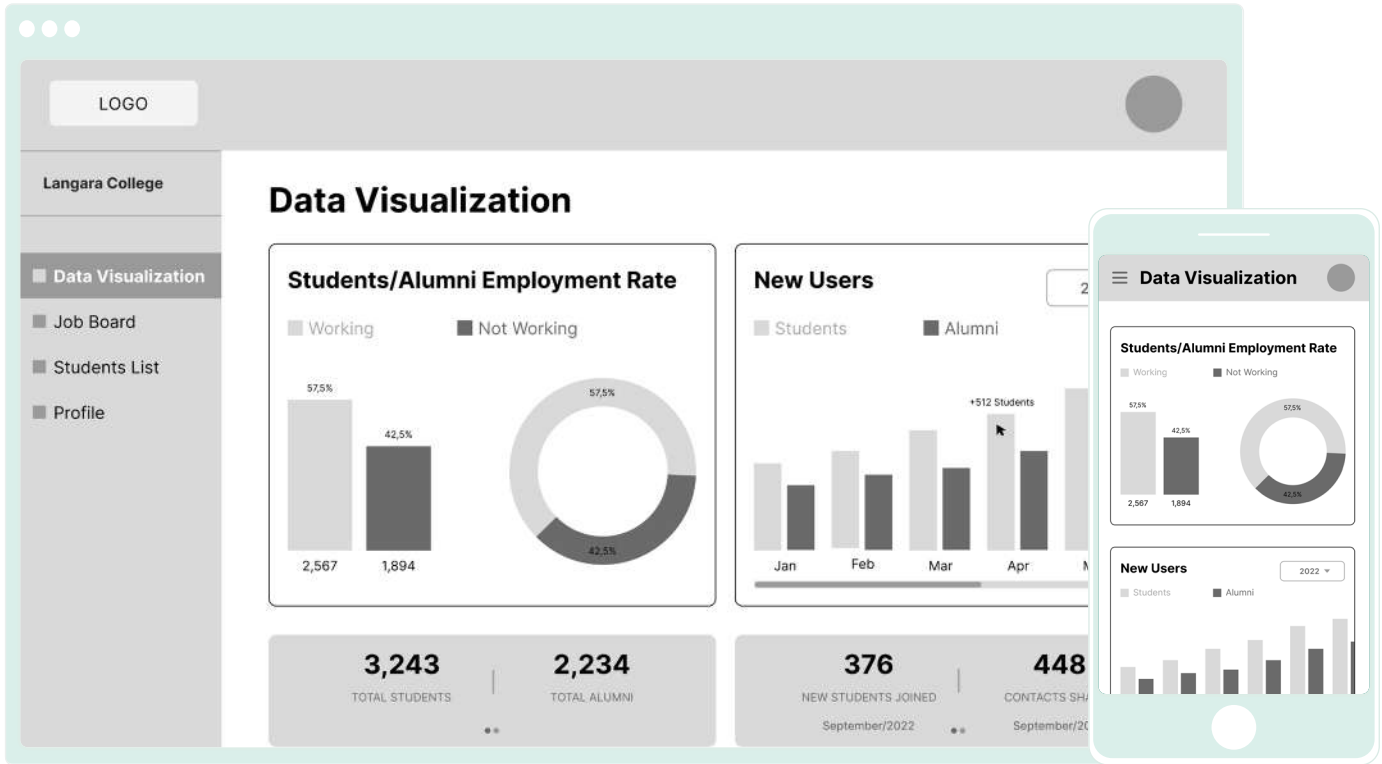 LOGO
Langara College
Data Visualization
Job Board
Students List
Profile
Data Visualization
Students/Alumni Employment Rate
Working Not Working
57,5%
42,5%
2,567 1,894
57,5%
42,5%
New Users
2
Students Alumni
+512 Students
Jan Feb Mar Apr
3,243 2,234
TOTAL STUDENTS TOTAL ALUMNI
376 448
NEW STUDENTS JOINED CONTACTS
September/2022
Data Visualization
Students/Alumni Employment Rate
Working Not Working
57,5%
42,5%
2,567 1,894
57,5%
42,5%
New Users
2022
Students Alumni